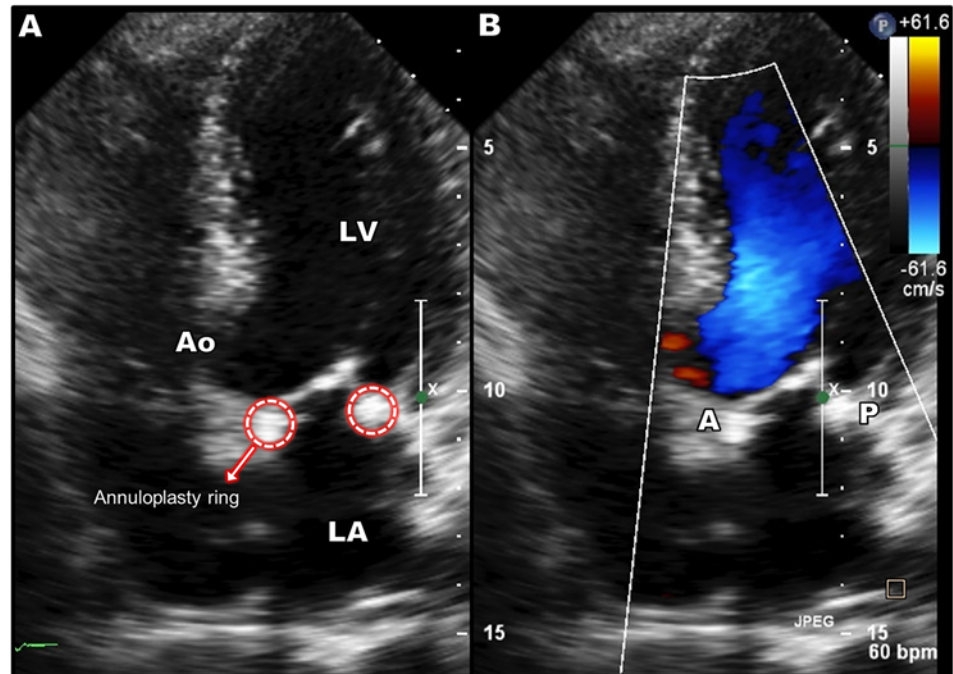 A
B
P
+61.6
5
5
-61.6
cm/s
LV
Ao
x
10
x
10
A
P
Annuloplasty ring
LA
JPEG
15
15
60 bpm